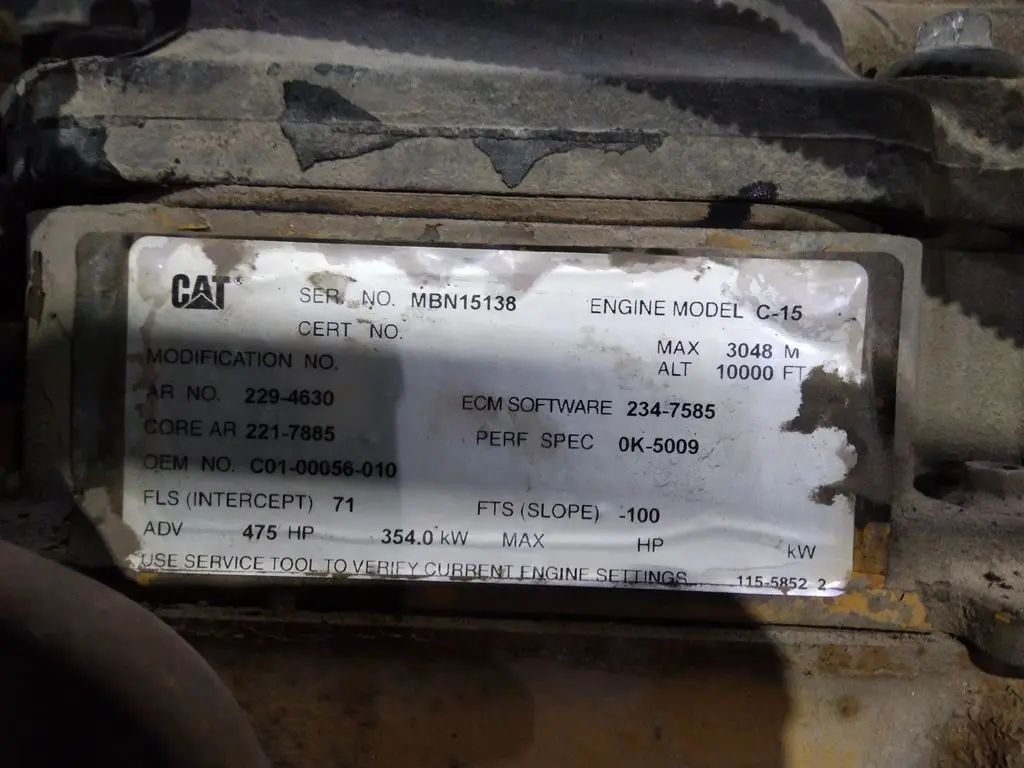 CAT® SER. NO. MBN15138 ENGINE MODEL C-15
CERT NO.
MODIFICATION NO. MAX 3048 M
ALT 10000 FT
AR NO. 229-4630 ECM SOFTWARE 234-7585
CORE AR 221-7885 PERF SPEC 0K-5009
OEM NO. C01-00056-010
FLS (INTERCEPT) 71 FTS (SLOPE) -100
ADV 475 HP 354.0 kW MAX HP kW
USE SERVICE TOOL TO VERIFY CURRENT ENGINE SETTINGS 115-5852 2